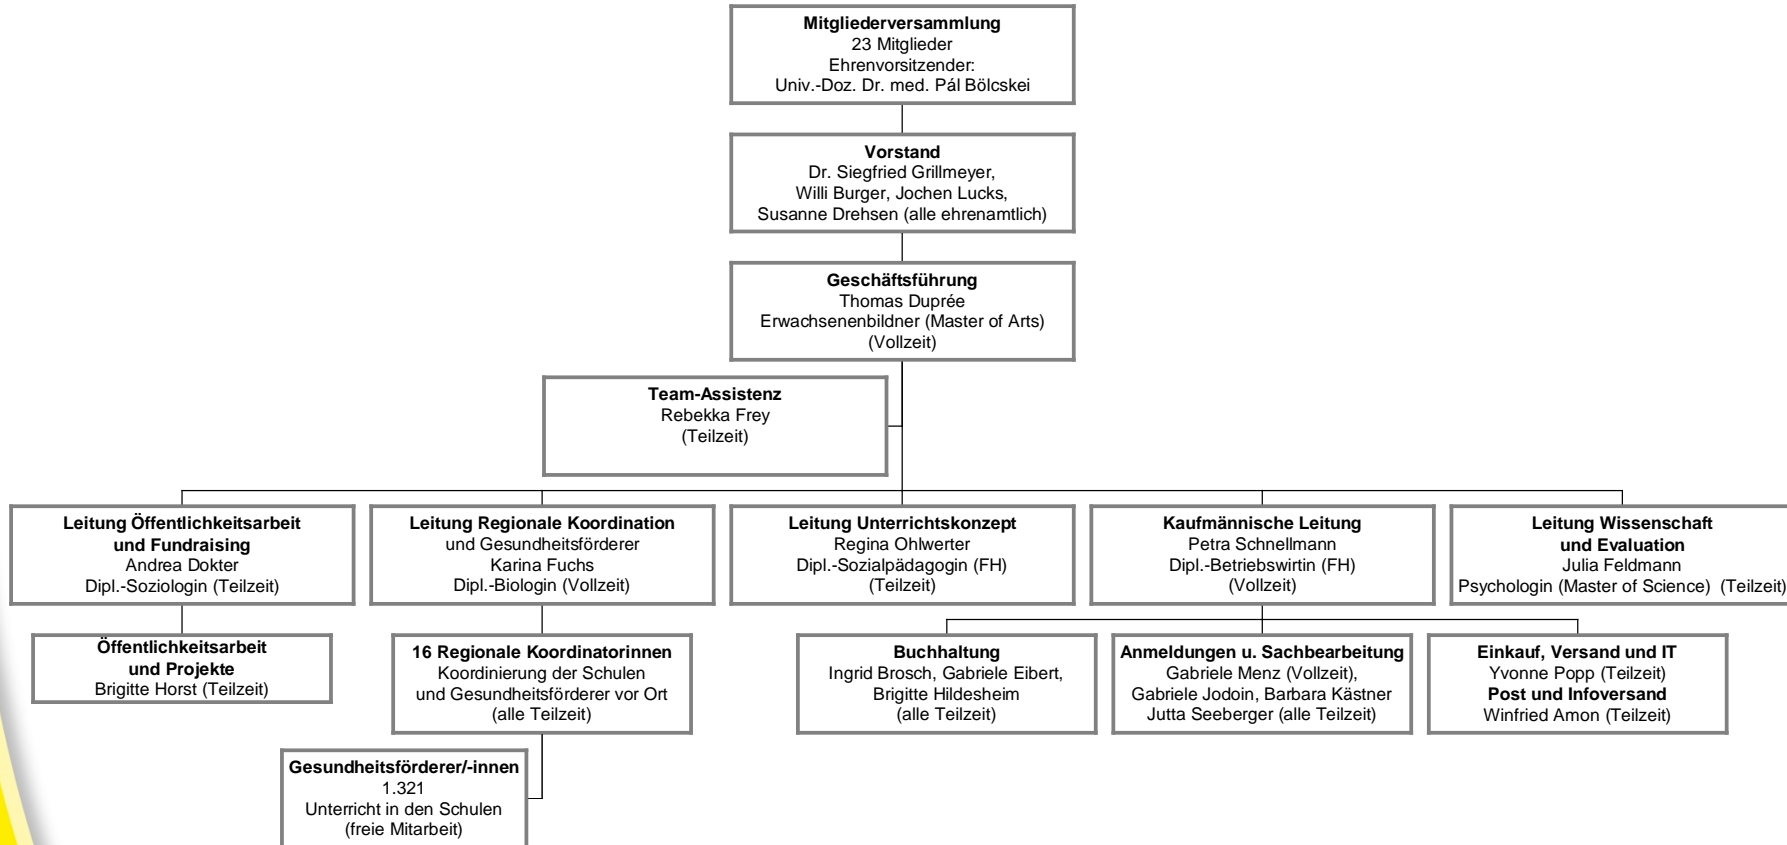 Mitgliederversammlung
23 Mitglieder
Ehrenvorsitzender:
Univ.-Doz. Dr. med. Pál Bölcskei
Vorstand
Dr. Siegfried Grillmeyer,
Willi Burger, Jochen Lucks,
Susanne Drehsen (alle ehrenamtlich)
Geschäftsführung
Thomas Duprée
Erwachsenenbildner (Master of Arts)
(Vollzeit)
Team-Assistenz
Rebekka Frey
(Teilzeit)
Leitung Öffentlichkeitsarbeit
und Fundraising
Andrea Dokter
Dipl.-Soziologin (Teilzeit)
Leitung Regionale Koordination
und Gesundheitsförderer
Karina Fuchs
Dipl.-Biologin (Vollzeit)
Leitung Unterrichtskonzept
Regina Ohlwerter
Dipl.-Sozialpädagogin (FH)
(Teilzeit)
Kaufmännische Leitung
Petra Schnellmann
Dipl.-Betriebswirtin (FH)
(Vollzeit)
Leitung Wissenschaft
und Evaluation
Julia Feldmann
Psychologin (Master of Science) (Teilzeit)
Öffentlichkeitsarbeit
und Projekte
Brigitte Horst (Teilzeit)
16 Regionale Koordinatorinnen
Koordinierung der Schulen
und Gesundheitsförderer vor Ort
(alle Teilzeit)
Buchhaltung
Ingrid Brosch, Gabriele Eibert,
Brigitte Hildesheim
(alle Teilzeit)
Anmeldungen u. Sachbearbeitung
Gabriele Menz (Vollzeit),
Gabriele Jodoin, Barbara Kästner
Jutta Seeberger (alle Teilzeit)
Einkauf, Versand und IT
Yvonne Popp (Teilzeit)
Post und Infoversand
Winfried Amon (Teilzeit)
Gesundheitsförderer/-innen
1.321
Unterricht in den Schulen
(freie Mitarbeit)